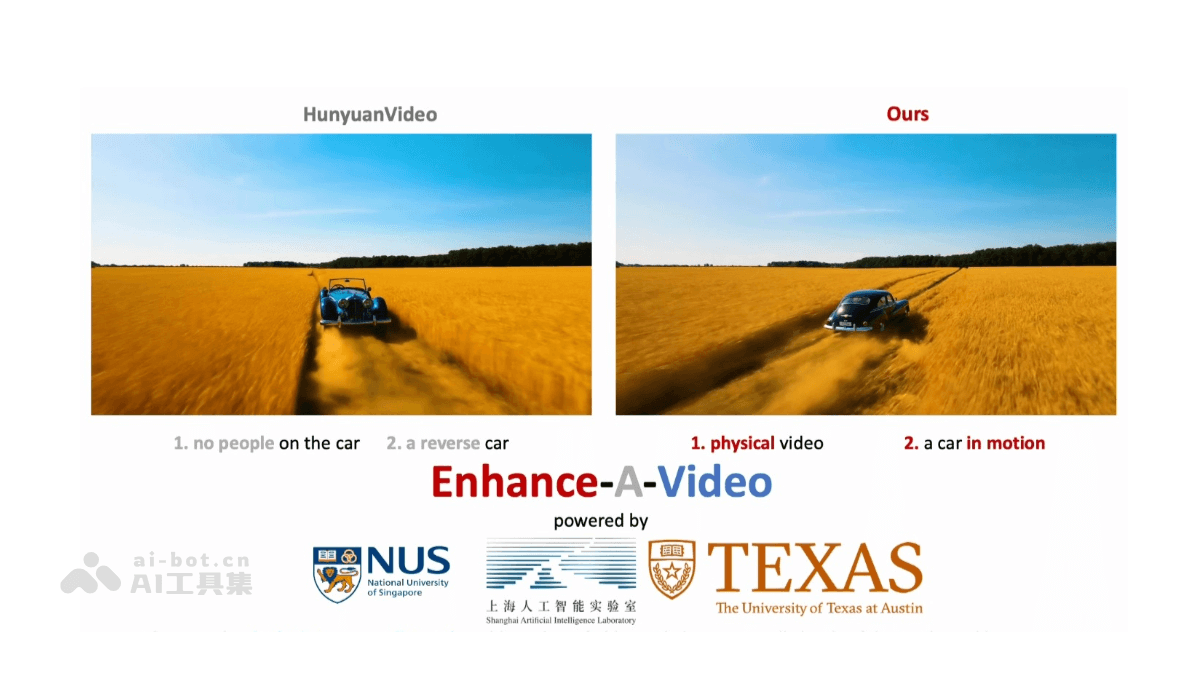 HunyuanVideo
Ours
1. no people on the car 2. a reverse car
1. physical video 2. a car in motion
Enhance-A-Video
powered by
ai-bot.cn
AI工具集
NUS
National University
of Singapore
上海人工智能实验室
Shanghai Artificial Intelligence Laboratory
TEXAS
The University of Texas at Austin